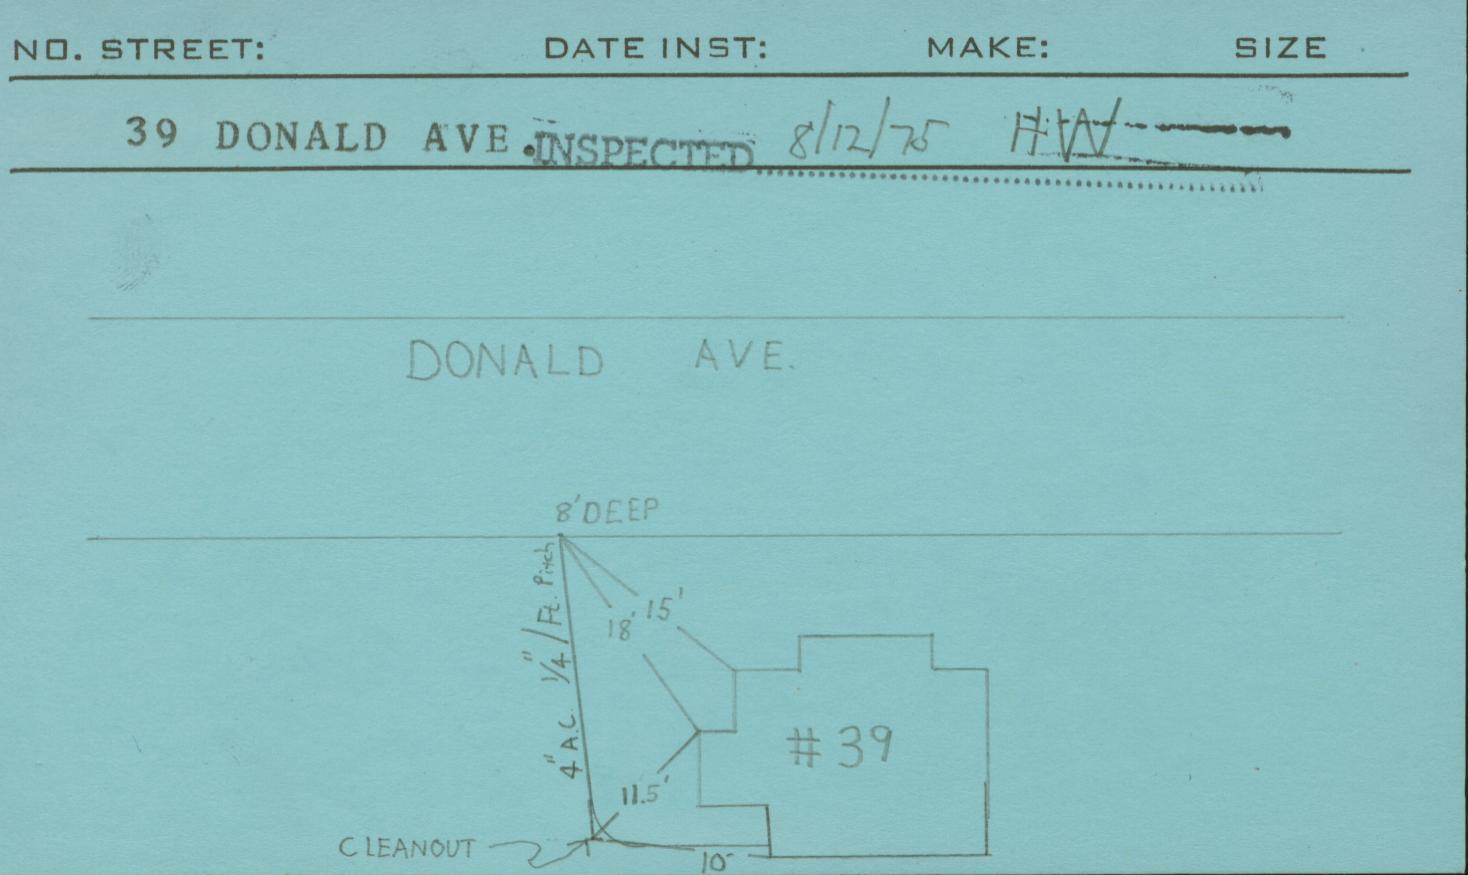 NO. STREET: DATE INST: MAKE: SIZE
39 DONALD AVE. INSPECTED 8/12/75 HW
DONALD AVE.
8' DEEP
4" A.C. 1/4"/Ft. Pitch
15'
18'
#39
11.5'
CLEANOUT
10'